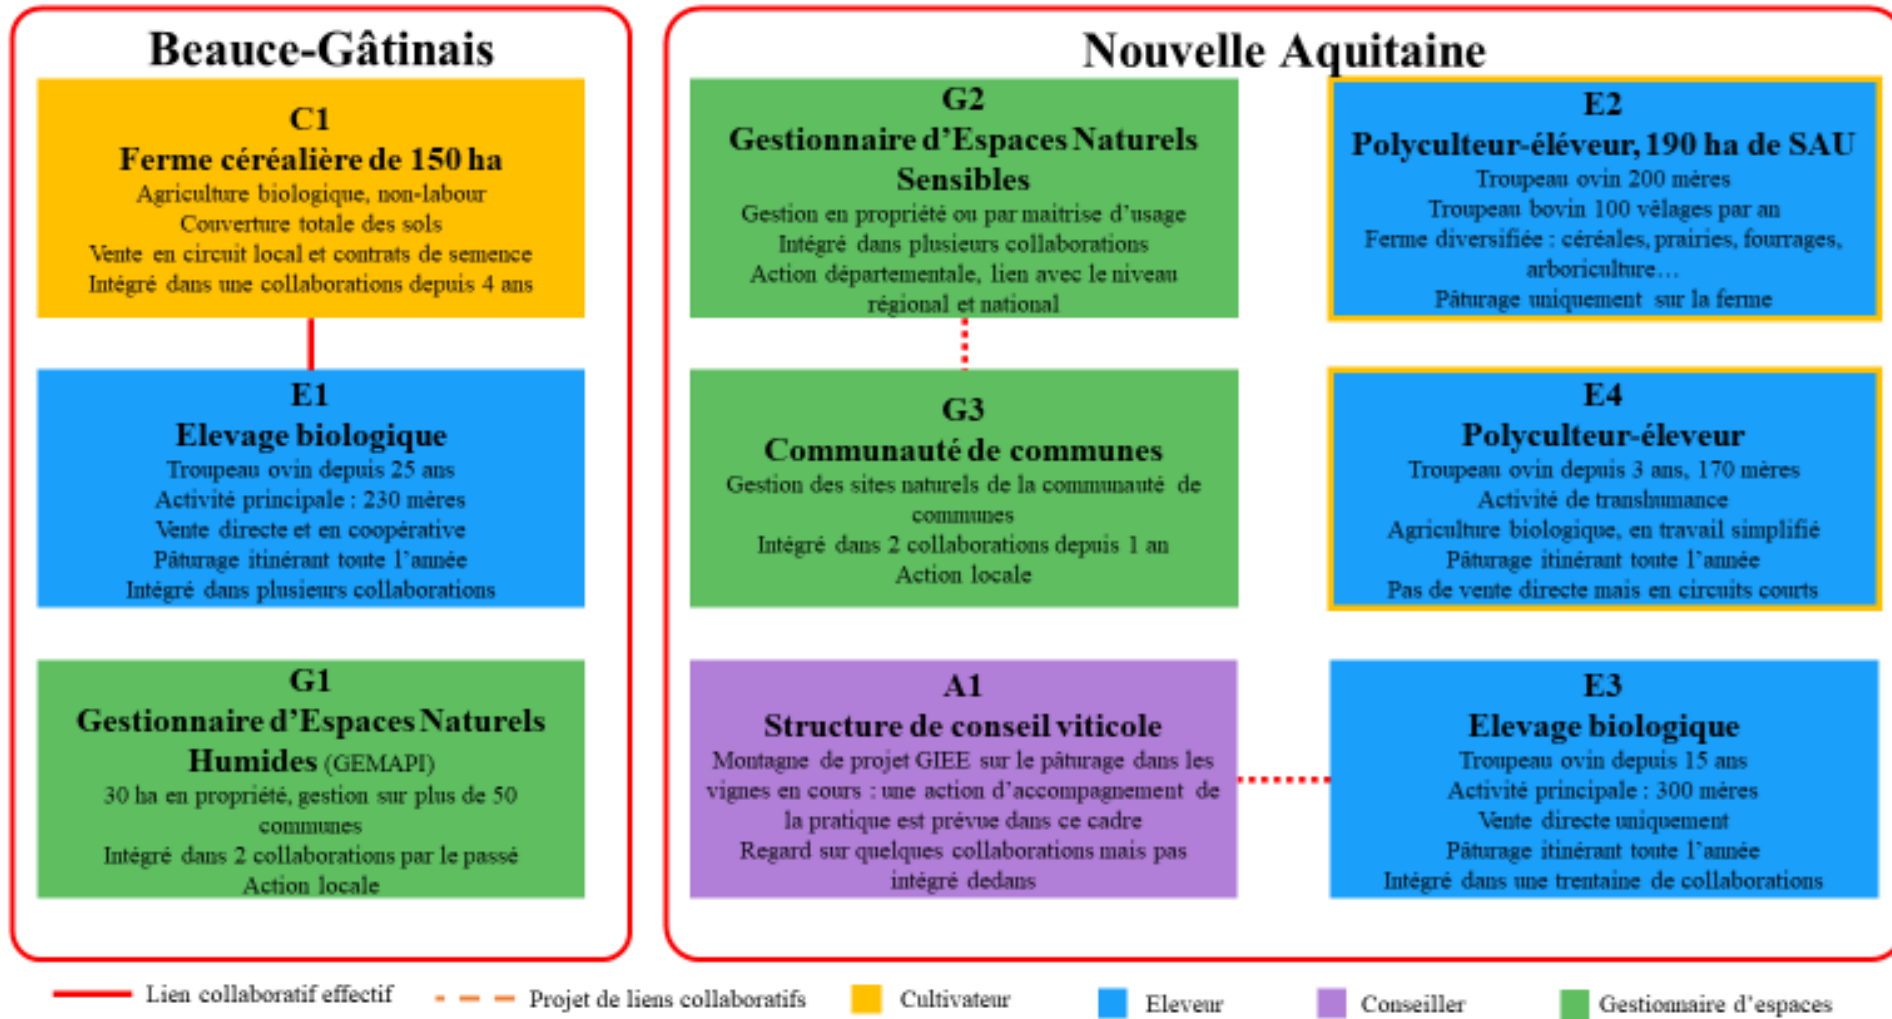 Beauce-Gâtinais
C1
Ferme céréalière de 150 ha
Agriculture biologique, non-labour
Couverture totale des sols
Vente en circuit local et contrats de semence
Intégré dans une collaborations depuis 4 ans
E1
Elevage biologique
Troupeau ovin depuis 25 ans
Activité principale : 230 mères
Vente directe et en coopérative
Pâturage itinérant toute l'année
Intégré dans plusieurs collaborations
G1
Gestionnaire d'Espaces Naturels
Humides (GEMAPI)
30 ha en propriété, gestion sur plus de 50
communes
Intégré dans 2 collaborations par le passé
Action locale
Nouvelle Aquitaine
G2
Gestionnaire d'Espaces Naturels
Sensibles
Gestion en propriété ou par maitrise d'usage
Intégré dans plusieurs collaborations
Action départementale, lien avec le niveau
régional et national
G3
Communauté de communes
Gestion des sites naturels de la communauté de
communes
Intégré dans 2 collaborations depuis 1 an
Action locale
A1
Structure de conseil viticole
Montagne de projet GIEE sur le pâturage dans les
vignes en cours : une action d'accompagnement de
la pratique est prévue dans ce cadre
Regard sur quelques collaborations mais pas
intégré dedans
E2
Polyculteur-éléveur, 190 ha de SAU
Troupeau ovin 200 mères
Troupeau bovin 100 vêlages par an
Ferme diversifiée : céréales, prairies, fourrages,
arboriculture…
Pâturage uniquement sur la ferme
E4
Polyculteur-éleveur
Troupeau ovin depuis 3 ans, 170 mères
Activité de transhumance
Agriculture biologique, en travail simplifié
Pâturage itinérant toute l'année
Pas de vente directe mais en circuits courts
E3
Elevage biologique
Troupeau ovin depuis 15 ans
Activité principale : 300 mères
Vente directe uniquement
Pâturage itinérant toute l'année
Intégré dans une trentaine de collaborations
Lien collaboratif effectif
Projet de liens collaboratifs
Cultivateur
Eleveur
Conseiller
Gestionnaire d'espaces